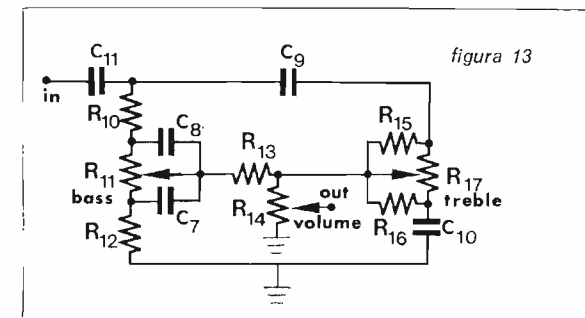 figura 13
C11
C9
in
R10
C8
R15
R13
R11
bass
R17
treble
out
R14
volume
C7
R12
R16
C10